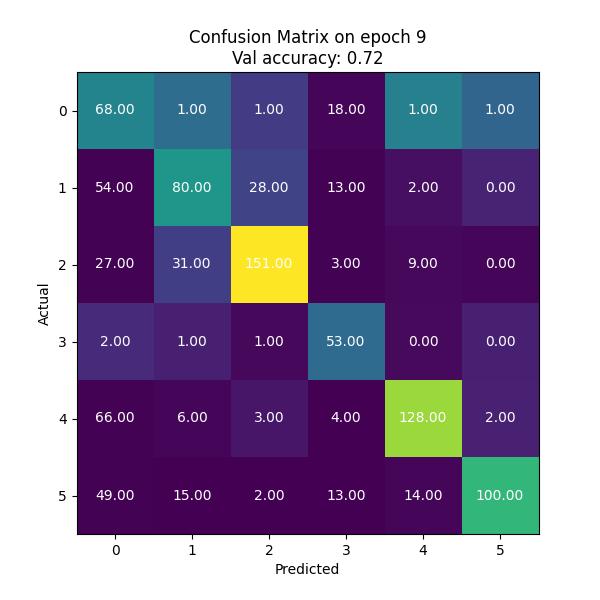 Confusion Matrix on epoch 9
Val accuracy: 0.72
0 68.00 1.00 1.00 18.00 1.00 1.00
1 54.00 80.00 28.00 13.00 2.00 0.00
2 27.00 31.00 151.00 3.00 9.00 0.00
Actual
3 2.00 1.00 1.00 53.00 0.00 0.00
4 66.00 6.00 3.00 4.00 128.00 2.00
5 49.00 15.00 2.00 13.00 14.00 100.00
0 1 2 3 4 5
Predicted